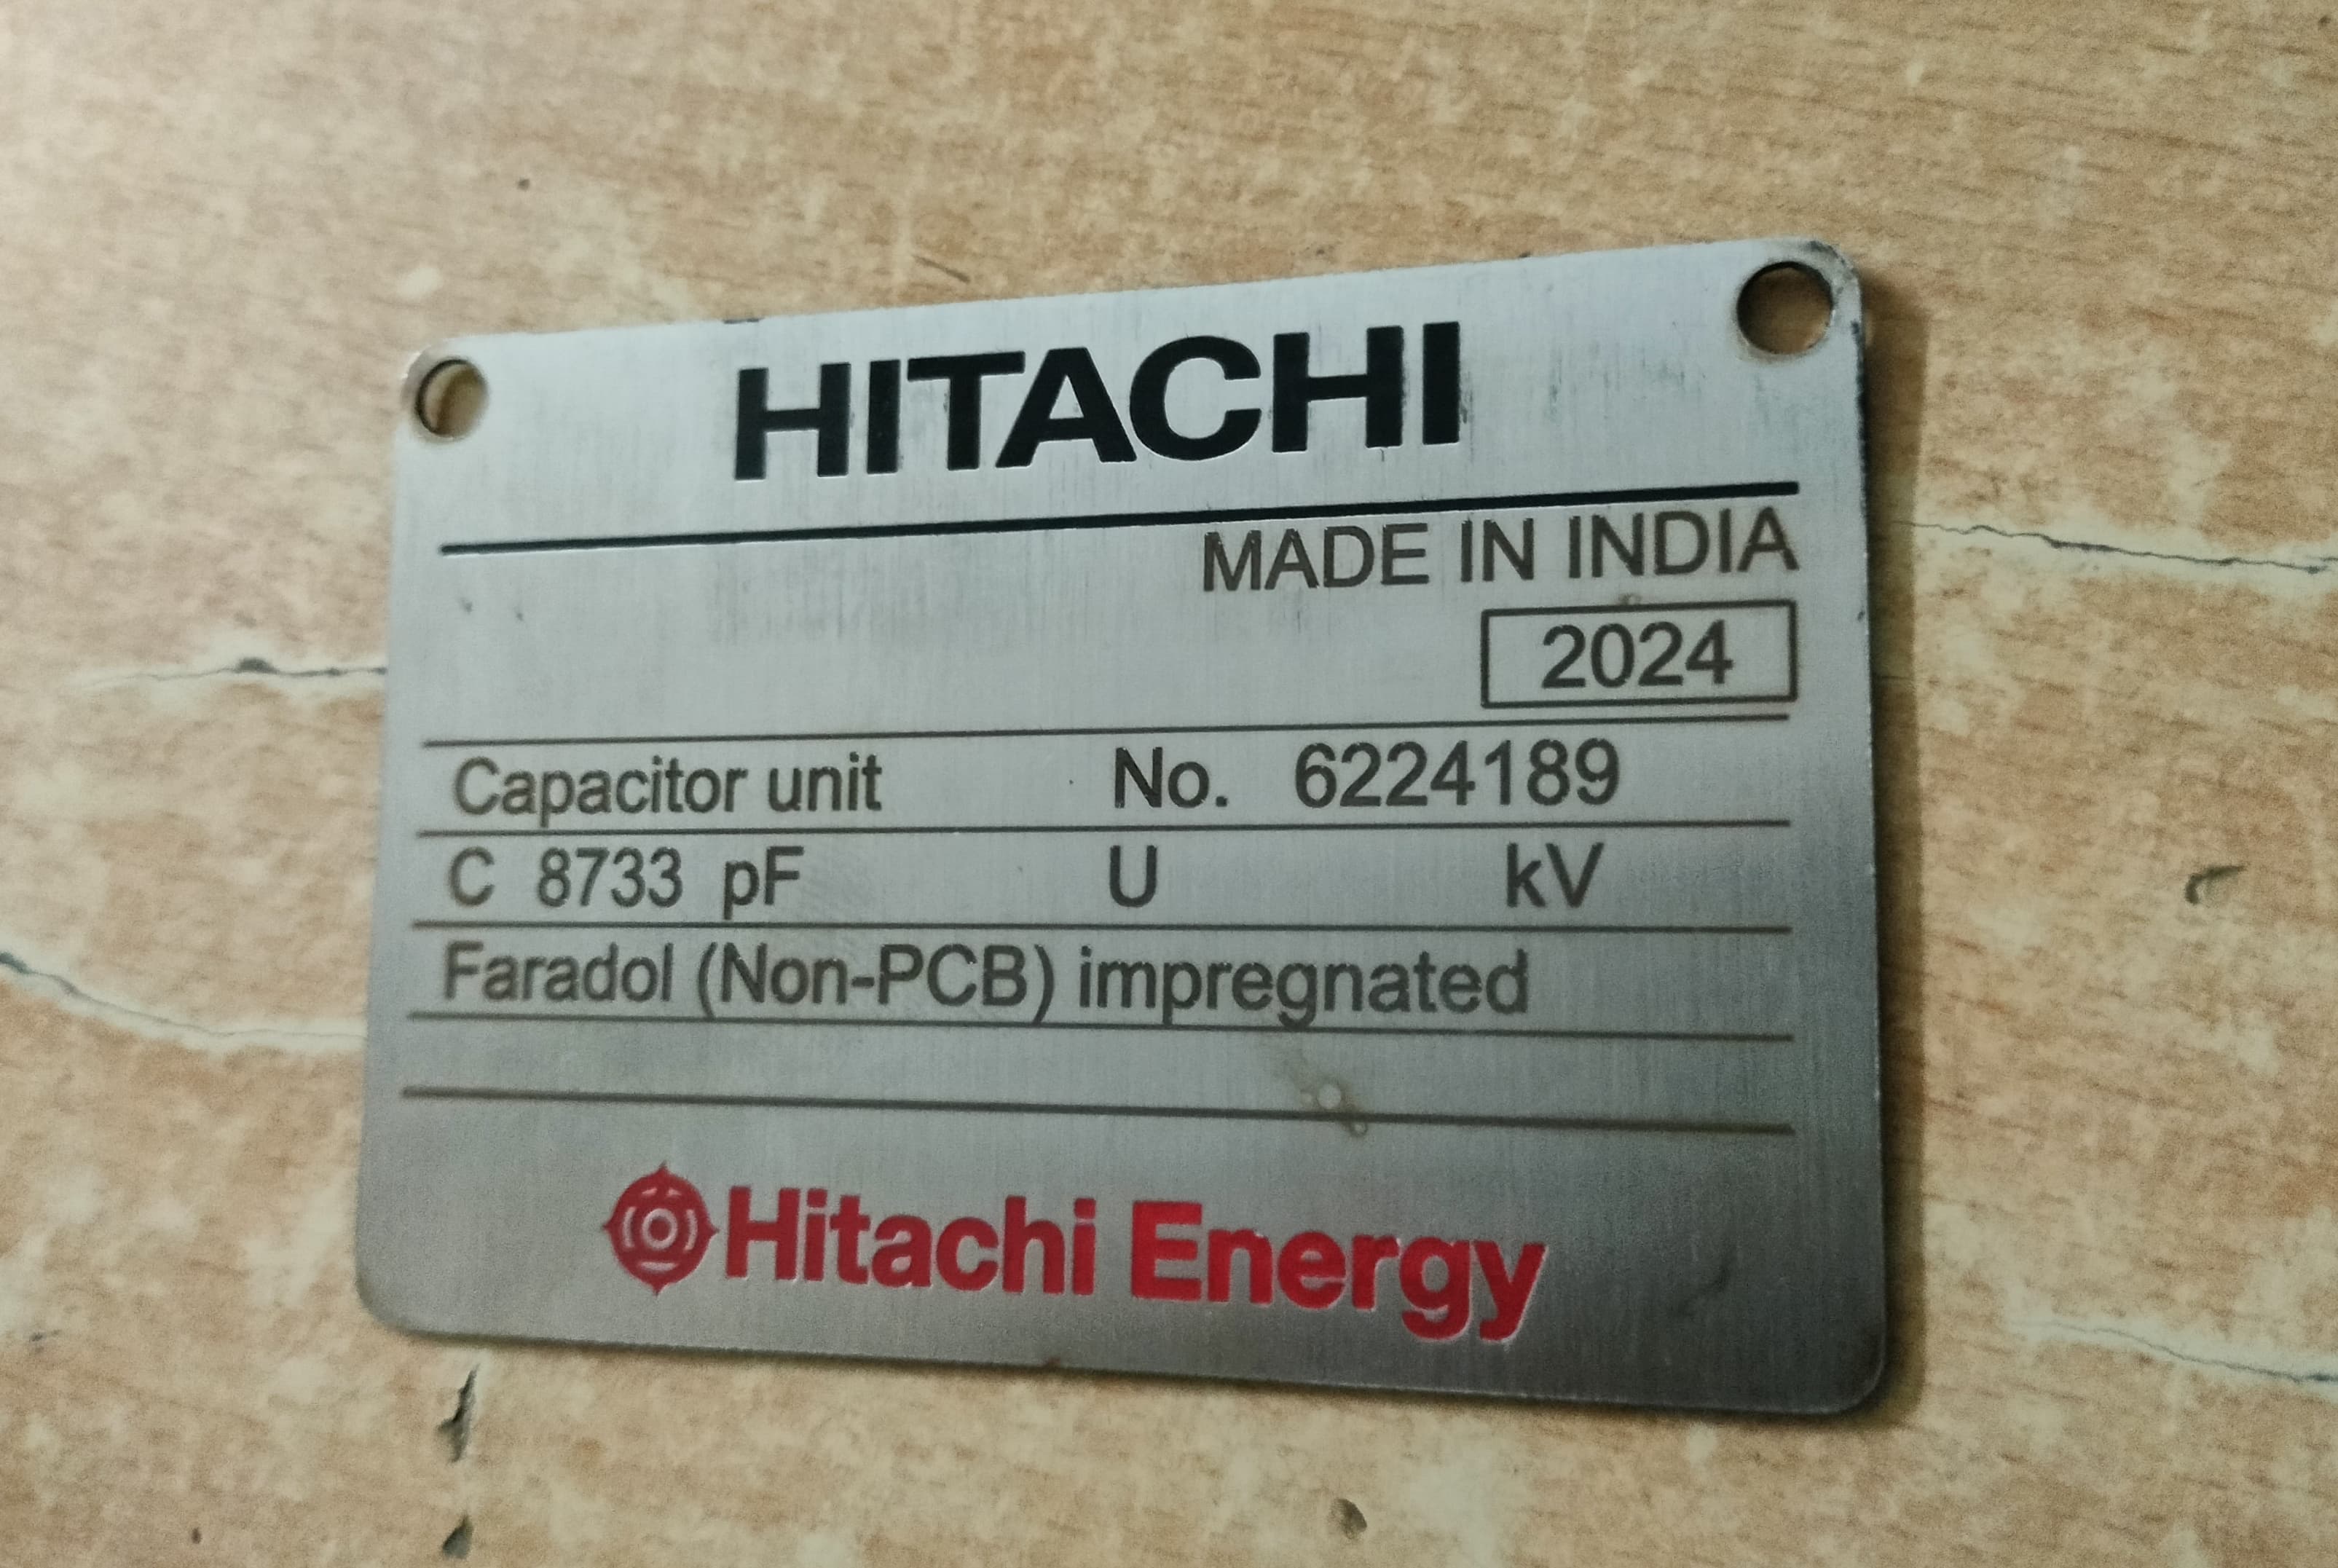 HITACHI
MADE IN INDIA
2024
Capacitor unit No. 6224189
C 8733 pF U kV
Faradol (Non-PCB) impregnated
Hitachi Energy